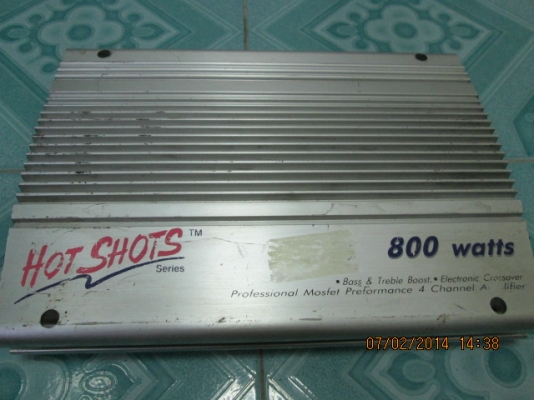 HOT SHOTS TM
Series
800 watts
• Bass & Treble Boost. • Electronic Crossover
Professional Mosfet Preformance 4 Channel
07/02/2014 14:38